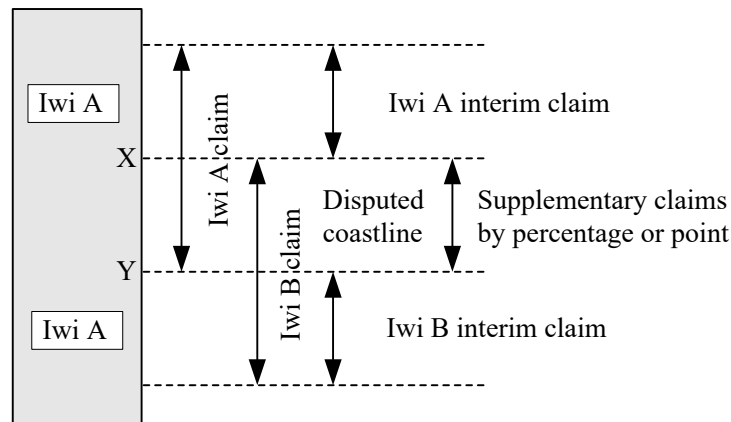 Iwi A
Iwi A interim claim
X
Iwi A claim
Disputed
coastline
Supplementary claims
by percentage or point
Y
Iwi B claim
Iwi A
Iwi B interim claim